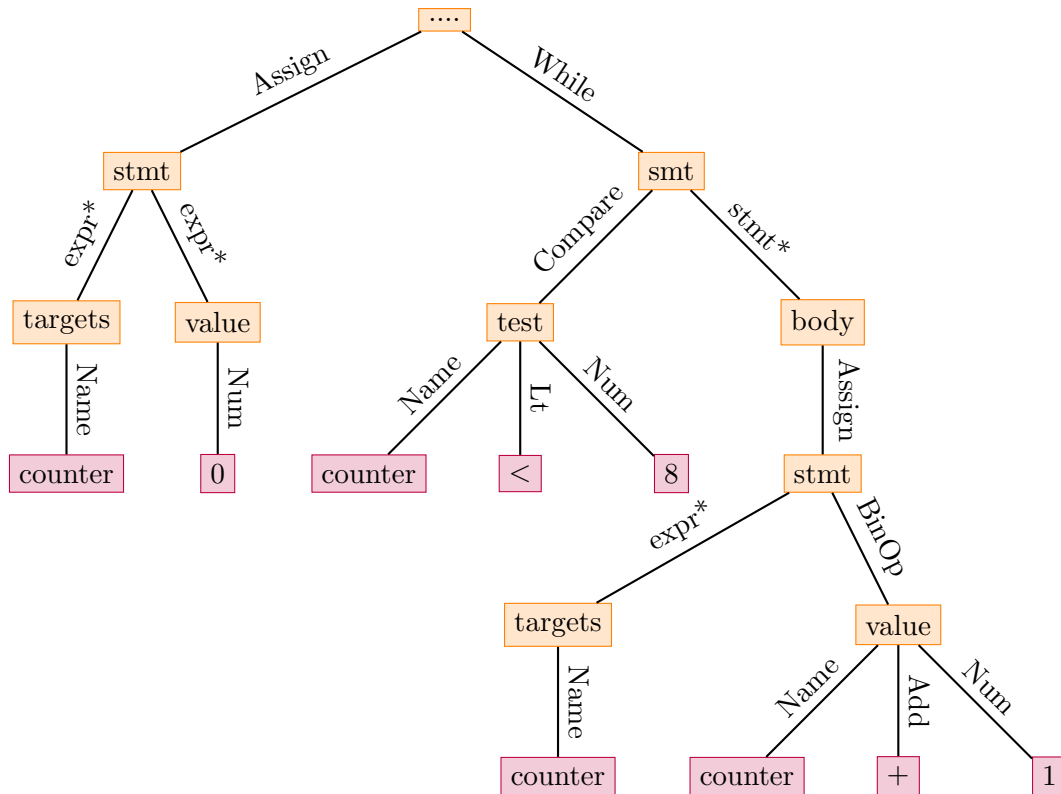 ....
Assign
While
stmt
smt
expr*
expr*
Compare
stmt*
targets
value
test
body
Name
Num
Name
Lt
Num
Assign
counter
0
counter
<
8
stmt
expr*
BinOp
targets
value
Name
Name
Add
Num
counter
counter
+
1